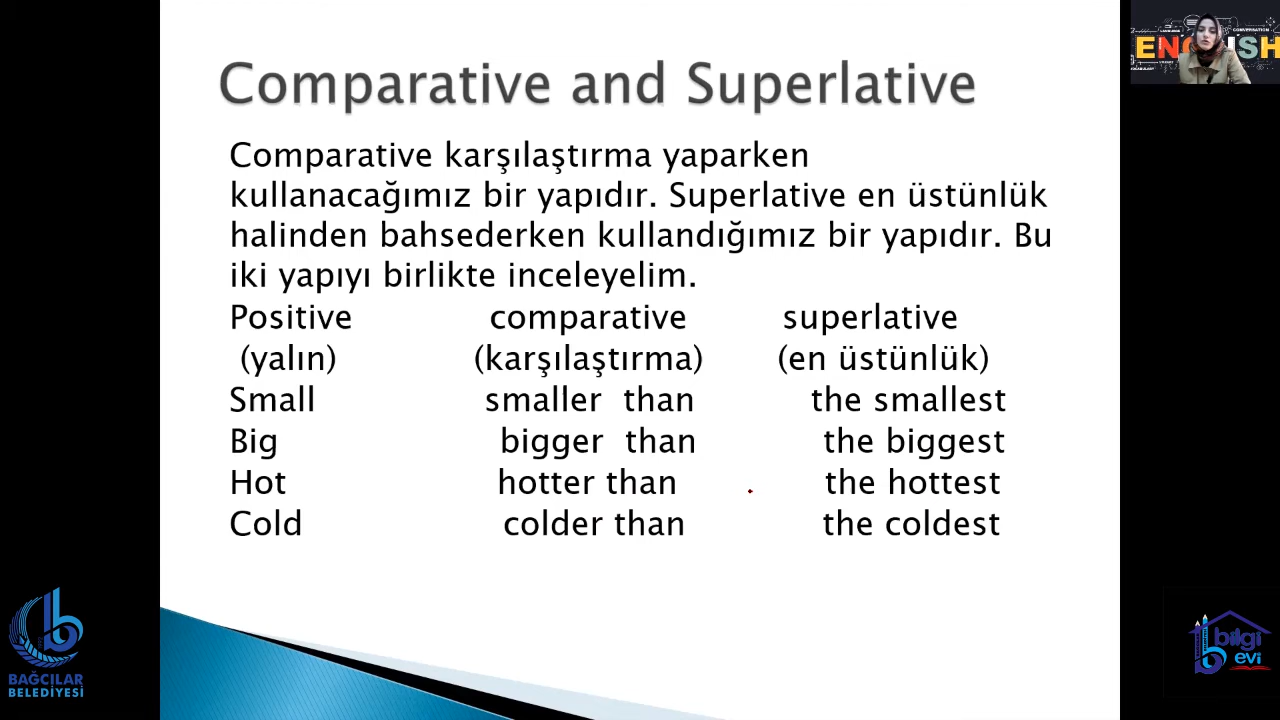 Comparative and Superlative
Comparative karşılaştırma yaparken
kullanacağımız bir yapıdır. Superlative en üstünlük
halinden bahsederken kullandığımız bir yapıdır. Bu
iki yapıyı birlikte inceleyelim.
Positive comparative superlative
(yalın) (karşılaştırma) (en üstünlük)
Small smaller than the smallest
Big bigger than the biggest
Hot hotter than the hottest
Cold colder than the coldest
CONVERSATION
BAĞCILAR
BELEDİYESİ
bilgi
evi